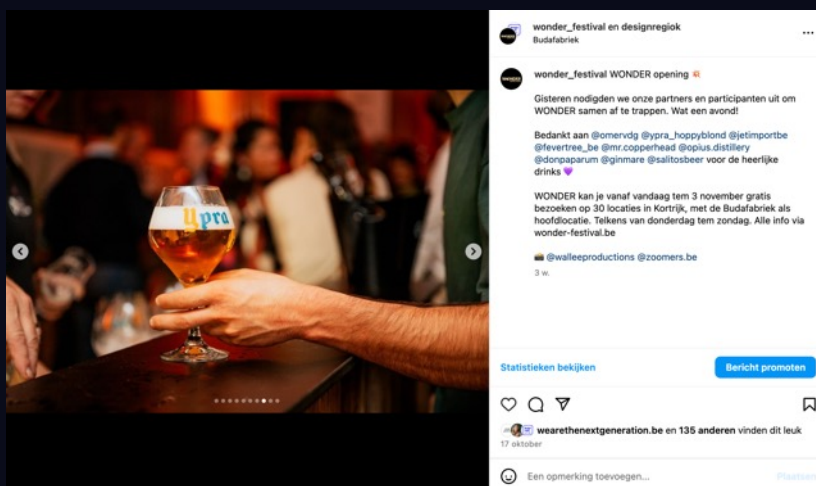 wonder_festival en designregiok
Budafabriek
wonder_festival WONDER opening 💥
Gisteren nodigden we onze partners en participanten uit om
WONDER samen af te trappen. Wat een avond!
Bedankt aan @omervdg @ypra_hoppyblond @jetimportbe
@fevertree_be @mr.copperhead @opius.distillery
@donpaparum @ginmare @salitosbeer voor de heerlijke
drinks 💜
WONDER kan je vanaf vandaag tem 3 november gratis
bezoeken op 30 locaties in Kortrijk, met de Budafabriek als
hoofdlocatie. Telkens van donderdag tem zondag. Alle info via
wonder-festival.be
📸 @walleeproductions @zoomers.be
3 w.
Ypra
Statistieken bekijken
Bericht promoten
wearethenextgeneration.be en 135 anderen vinden dit leuk
17 oktober
Een opmerking toevoegen...
Plaatsen